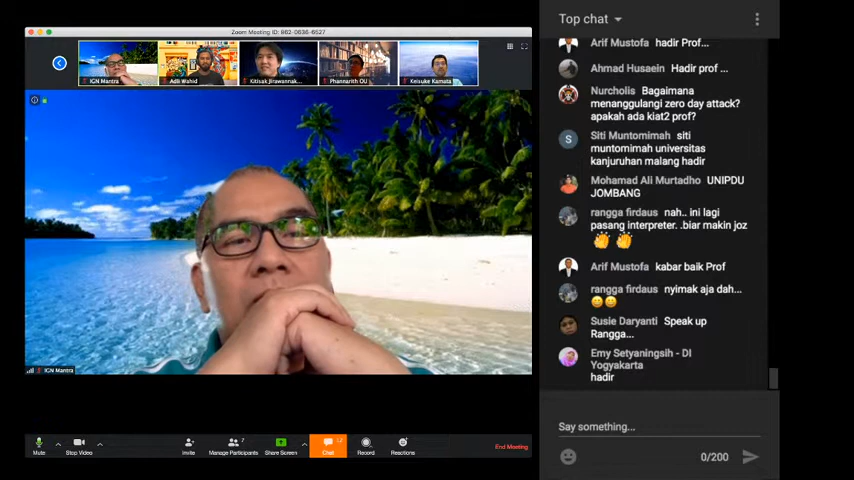 Zoom Meeting ID: 862-0636-6527
IGN Mantra
Adli Wahid
Kitisak Jirawannak...
Phannarith OU
Keisuke Kamata
IGN Mantra
Mute
Stop Video
Invite
Manage Participants
7
Share Screen
Chat
12
Record
Reactions
End Meeting
Top chat
Arif Mustofa hadir Prof...
Ahmad Husaein Hadir prof ...
Nurcholis Bagaimana
menanggulangi zero day attack?
apakah ada kiat2 prof?
S
Siti Muntomimah siti
muntomimah universitas
kanjuruhan malang hadir
Mohamad Ali Murtadho UNIPDU
JOMBANG
rangga firdaus nah.. ini lagi
pasang interpreter. .biar makin joz
Arif Mustofa kabar baik Prof
rangga firdaus nyimak aja dah...
Susie Daryanti Speak up
Rangga...
Emy Setyaningsih - DI
Yogyakarta
hadir
Say something...
0/200